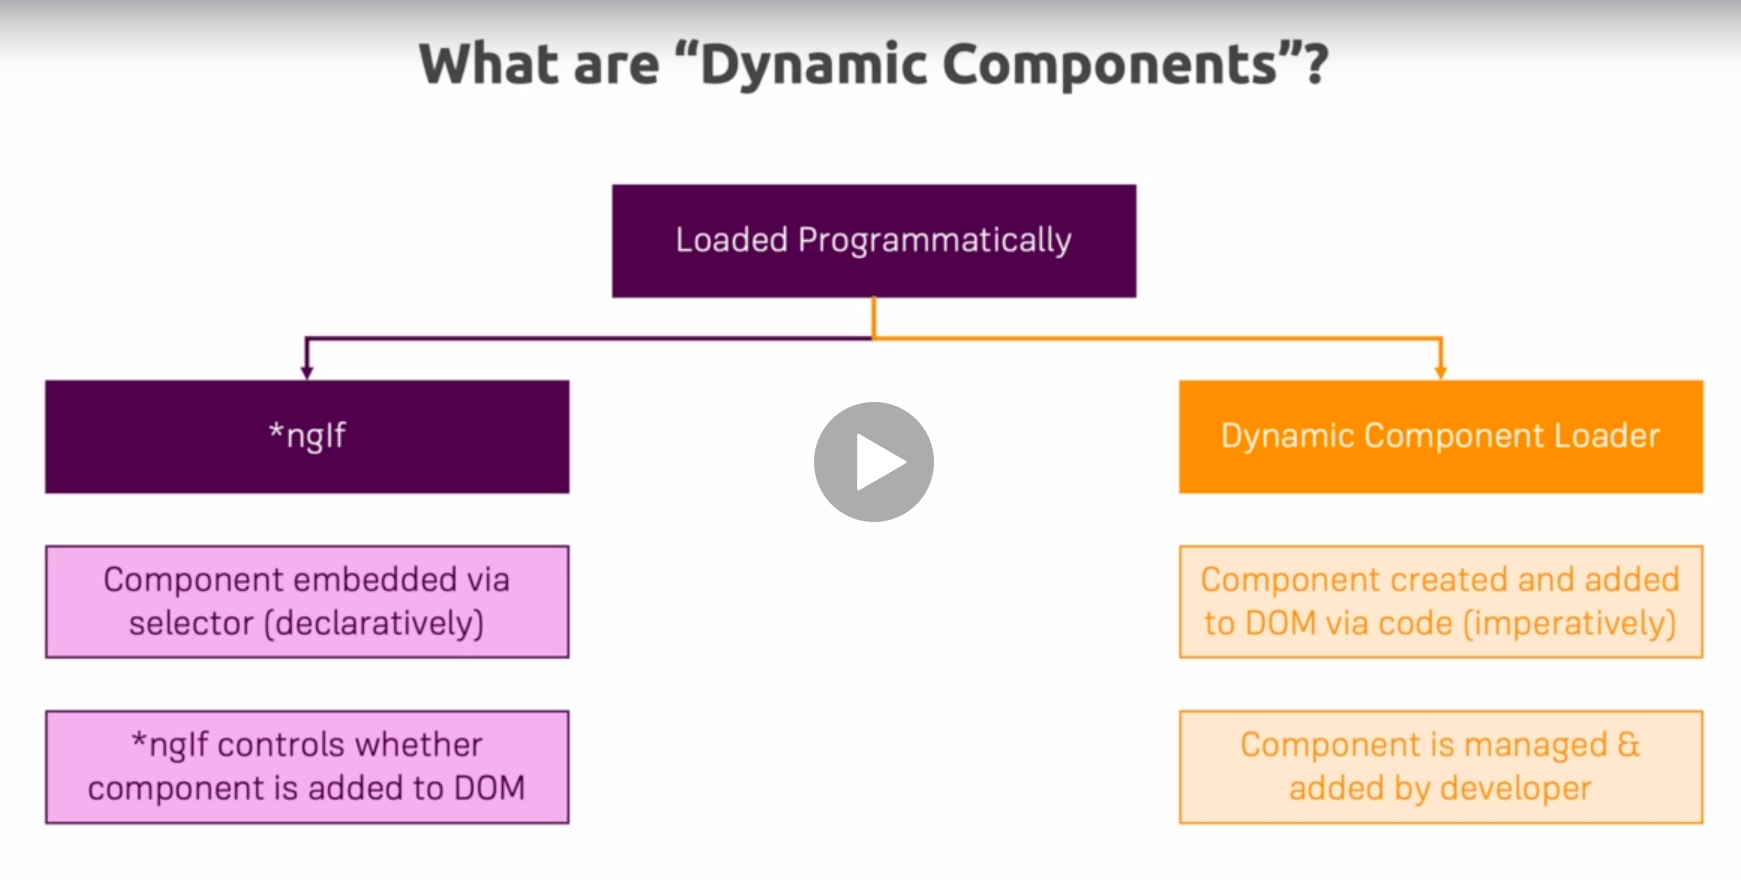 What are “Dynamic Components”?
Loaded Programmatically
*ngIf
Dynamic Component Loader
Component embedded via
selector (declaratively)
Component created and added
to DOM via code (imperatively)
*ngIf controls whether
component is added to DOM
Component is managed &
added by developer